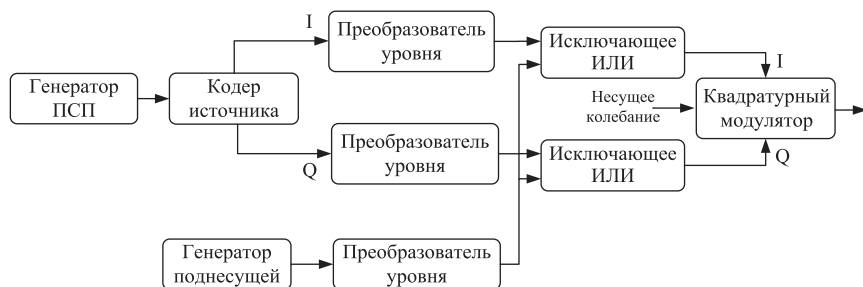 I
Преобразователь
уровня
Исключающее
ИЛИ
I
Генератор
ПСП
Кодер
источника
Несущее
колебание
Квадратурный
модулятор
Q
Преобразователь
уровня
Исключающее
ИЛИ
Q
Генератор
поднесущей
Преобразователь
уровня